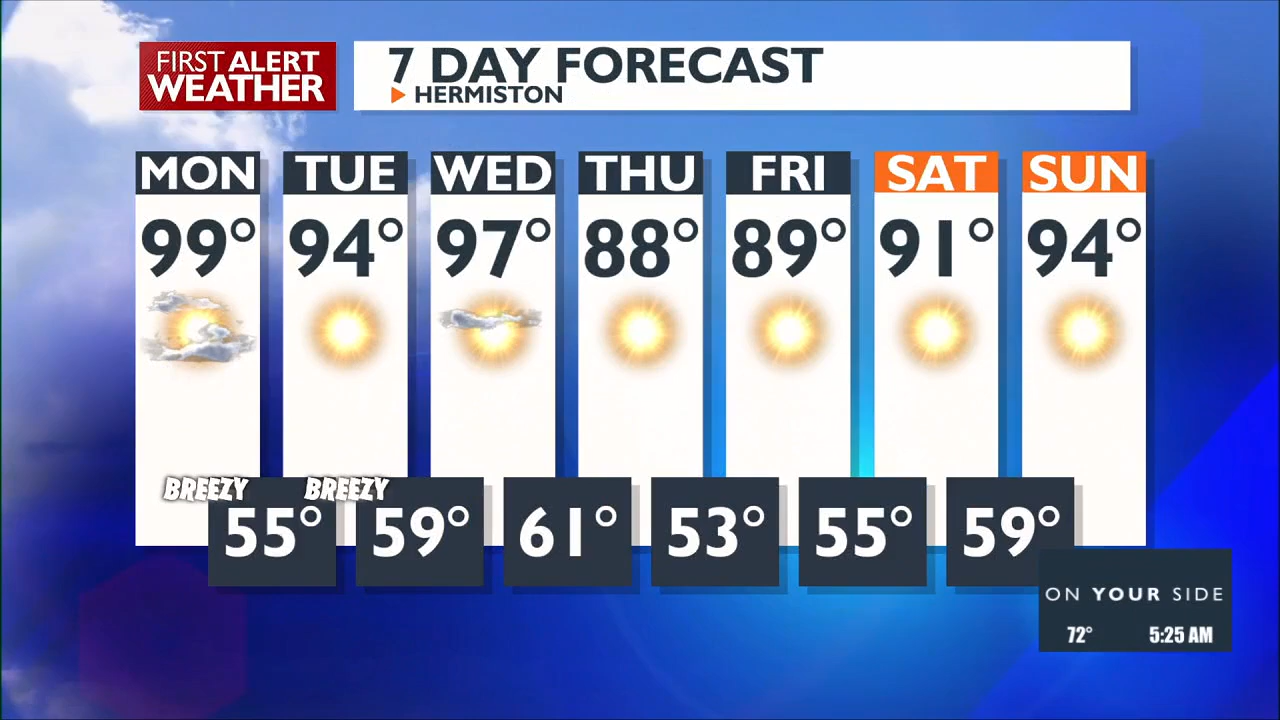 FIRST ALERT
WEATHER
7 DAY FORECAST
HERMISTON
MON TUE WED THU FRI SAT SUN
99° 94° 97° 88° 89° 91° 94°
BREEZY BREEZY
55° 59° 61° 53° 55° 59°
ON YOUR SIDE
72° 5:25 AM